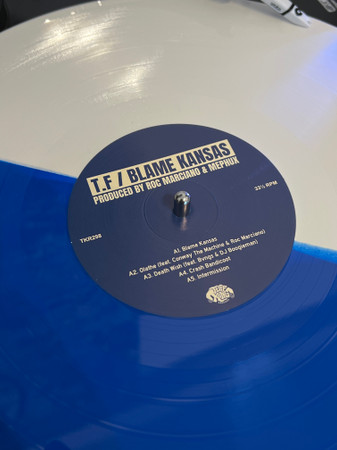 T.F / BLAME KANSAS
PRODUCED BY ROC MARCIANO & MEPHUX
TKR298
33⅓ RPM
A1. Blame Kansas
A2. Olathe (feat. Conway The Machine & Roc Marciano)
A3. Death Wish (feat. Bvngs & DJ Boogieman)
A4. Crash Bandicoot
A5. Intermission